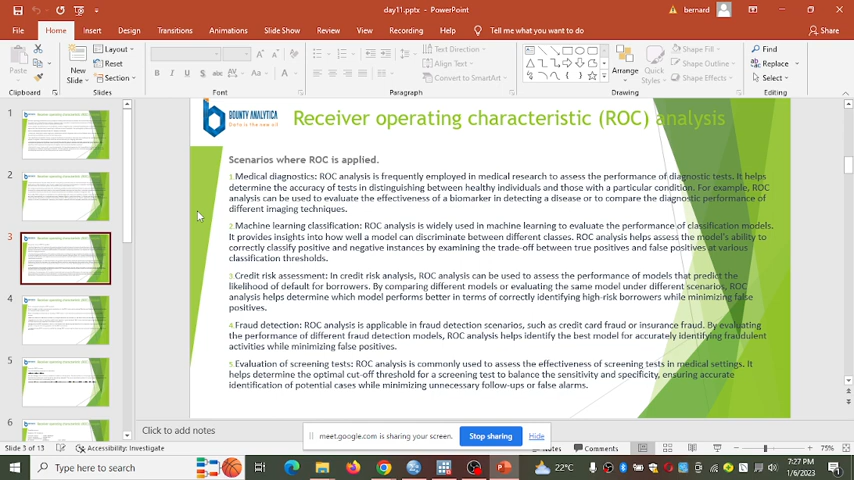 day11.pptx - PowerPoint
bernard
File Home Insert Design Transitions Animations Slide Show Review View Recording Help Tell me what you want to do Share
Paste
Clipboard
New Slide
Layout
Reset
Section
Slides
Font
Paragraph
Text Direction
Align Text
Convert to SmartArt
Arrange
Quick Styles
Shape Fill
Shape Outline
Shape Effects
Drawing
Find
Replace
Select
Editing
1
2
3
4
5
6
BOUNTY ANALYTICA
Data is the new oil
Receiver operating characteristic (ROC) analysis
Scenarios where ROC is applied.
1.Medical diagnostics: ROC analysis is frequently employed in medical research to assess the performance of diagnostic tests. It helps
determine the accuracy of tests in distinguishing between healthy individuals and those with a particular condition. For example, ROC
analysis can be used to evaluate the effectiveness of a biomarker in detecting a disease or to compare the diagnostic performance of
different imaging techniques.
2.Machine learning classification: ROC analysis is widely used in machine learning to evaluate the performance of classification models.
It provides insights into how well a model can discriminate between different classes. ROC analysis helps assess the model's ability to
correctly classify positive and negative instances by examining the trade-off between true positives and false positives at various
classification thresholds.
3.Credit risk assessment: In credit risk analysis, ROC analysis can be used to assess the performance of models that predict the
likelihood of default for borrowers. By comparing different models or evaluating the same model under different scenarios, ROC
analysis helps determine which model performs better in terms of correctly identifying high-risk borrowers while minimizing false
positives.
4.Fraud detection: ROC analysis is applicable in fraud detection scenarios, such as credit card fraud or insurance fraud. By evaluating
the performance of different fraud detection models, ROC analysis helps identify the best model for accurately identifying fraudulent
activities while minimizing false positives.
5.Evaluation of screening tests: ROC analysis is commonly used to assess the effectiveness of screening tests in medical settings. It
helps determine the optimal cut-off threshold for a screening test to balance the sensitivity and specificity, ensuring accurate
identification of potential cases while minimizing unnecessary follow-ups or false alarms.
Click to add notes
meet.google.com is sharing your screen. Stop sharing Hide
Slide 3 of 13 Accessibility: Investigate Notes Comments 75%
Type here to search
22°C
7:27 PM
1/6/2023